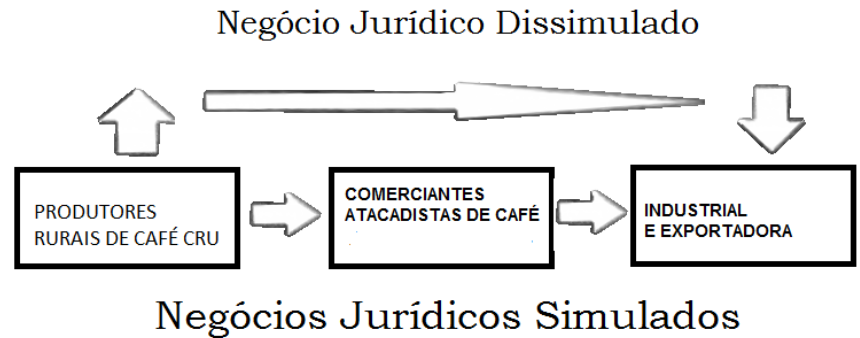 Negócio Jurídico Dissimulado
PRODUTORES
RURAIS DE CAFÉ CRU
COMERCIANTES
ATACADISTAS DE CAFÉ
INDUSTRIAL
E EXPORTADORA
Negócios Jurídicos Simulados